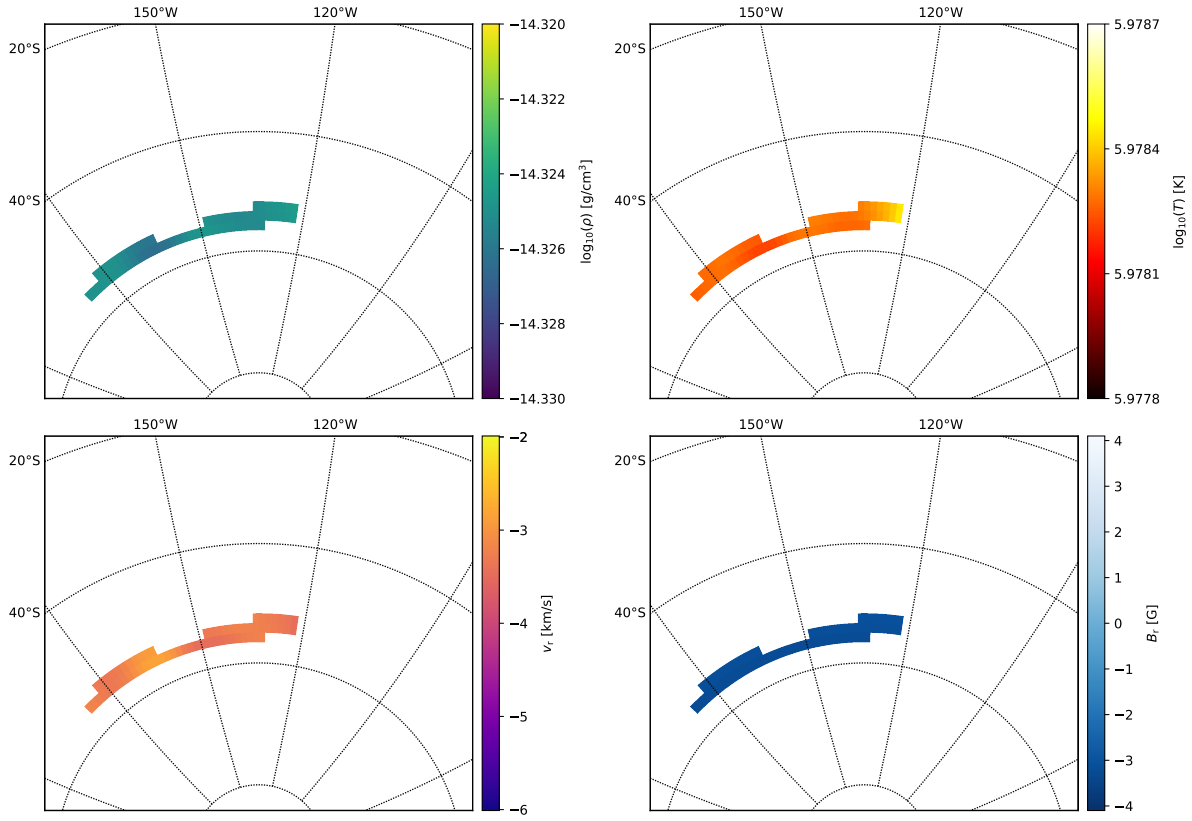 150°W 120°W
20°S
40°S
−14.320
−14.322
−14.324
−14.326
−14.328
−14.330
log₁₀(ρ) [g/cm³]
150°W 120°W
20°S
40°S
5.9787
5.9784
5.9781
5.9778
log₁₀(T) [K]
150°W 120°W
20°S
40°S
−2
−3
−4
−5
−6
vᵣ [km/s]
150°W 120°W
20°S
40°S
4
3
2
1
0
−1
−2
−3
−4
Bᵣ [G]